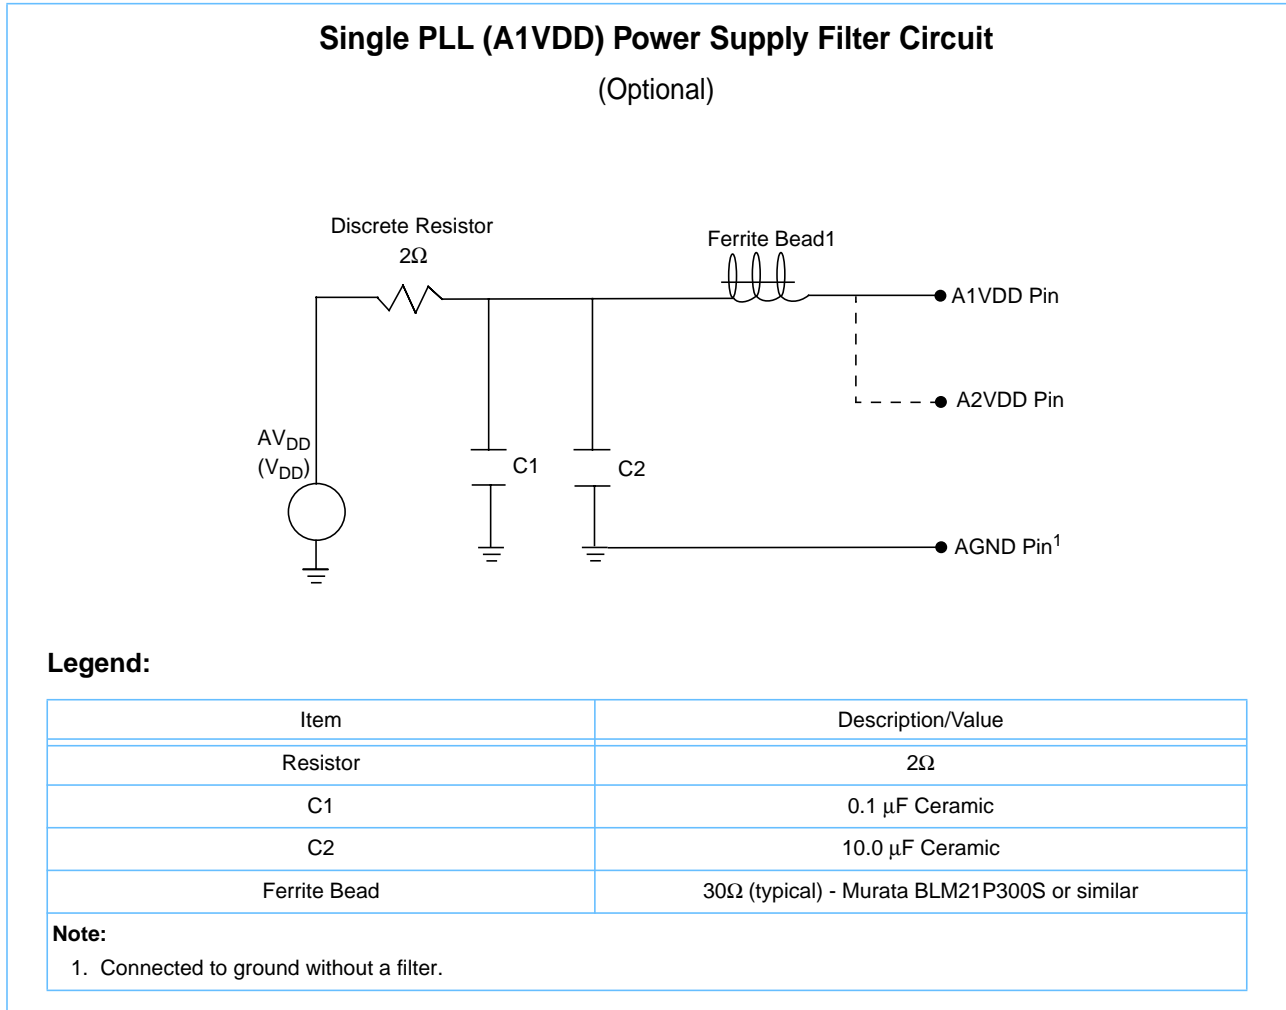 Single PLL (A1VDD) Power Supply Filter Circuit
(Optional)
Discrete Resistor
2Ω
Ferrite Bead1
A1VDD Pin
A2VDD Pin
AVDD
(VDD)
C1
C2
AGND Pin1
Legend:
Item Description/Value
Resistor 2Ω
C1 0.1 μF Ceramic
C2 10.0 μF Ceramic
Ferrite Bead 30Ω (typical) - Murata BLM21P300S or similar
Note:
1. Connected to ground without a filter.